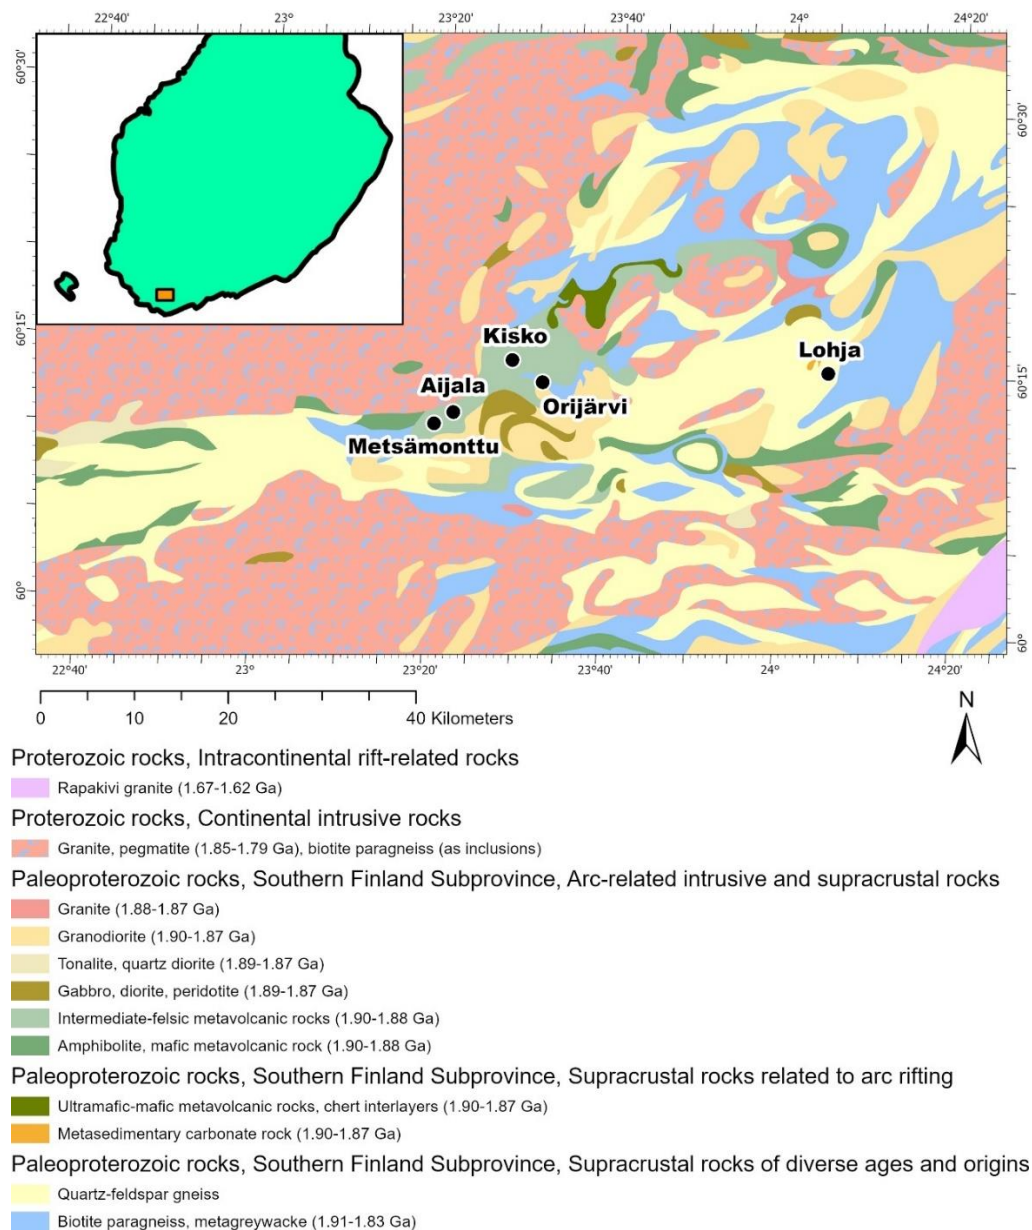 22°40' 23° 23°20' 23°40' 24° 24°20'
60°30'
60°30'
60°15'
60°15'
Kisko
Lohja
Aijala
Orijärvi
Metsämonttu
60°
60°
22°40' 23° 23°20' 23°40' 24° 24°20'
0 10 20 40 Kilometers
N
Proterozoic rocks, Intracontinental rift-related rocks
Rapakivi granite (1.67-1.62 Ga)
Proterozoic rocks, Continental intrusive rocks
Granite, pegmatite (1.85-1.79 Ga), biotite paragneiss (as inclusions)
Paleoproterozoic rocks, Southern Finland Subprovince, Arc-related intrusive and supracrustal rocks
Granite (1.88-1.87 Ga)
Granodiorite (1.90-1.87 Ga)
Tonalite, quartz diorite (1.89-1.87 Ga)
Gabbro, diorite, peridotite (1.89-1.87 Ga)
Intermediate-felsic metavolcanic rocks (1.90-1.88 Ga)
Amphibolite, mafic metavolcanic rock (1.90-1.88 Ga)
Paleoproterozoic rocks, Southern Finland Subprovince, Supracrustal rocks related to arc rifting
Ultramafic-mafic metavolcanic rocks, chert interlayers (1.90-1.87 Ga)
Metasedimentary carbonate rock (1.90-1.87 Ga)
Paleoproterozoic rocks, Southern Finland Subprovince, Supracrustal rocks of diverse ages and origins
Quartz-feldspar gneiss
Biotite paragneiss, metagreywacke (1.91-1.83 Ga)